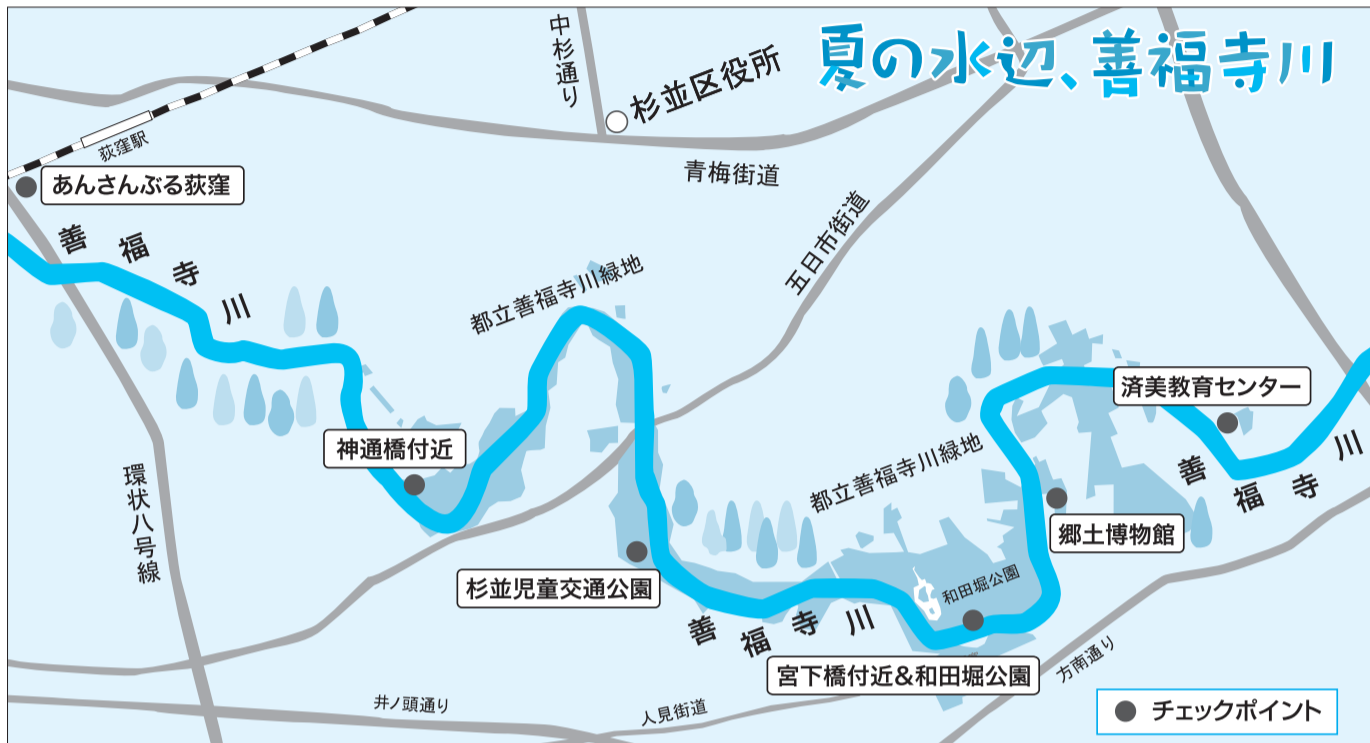 夏の水辺、善福寺川
中杉通り
杉並区役所
荻窪駅
青梅街道
あんさんぶる荻窪
善福寺川
五日市街道
都立善福寺川緑地
済美教育センター
神通橋付近
都立善福寺川緑地
善福寺川
環状八号線
郷土博物館
杉並児童交通公園
和田堀公園
善福寺川
宮下橋付近&和田堀公園
方南通り
井ノ頭通り
人見街道
チェックポイント